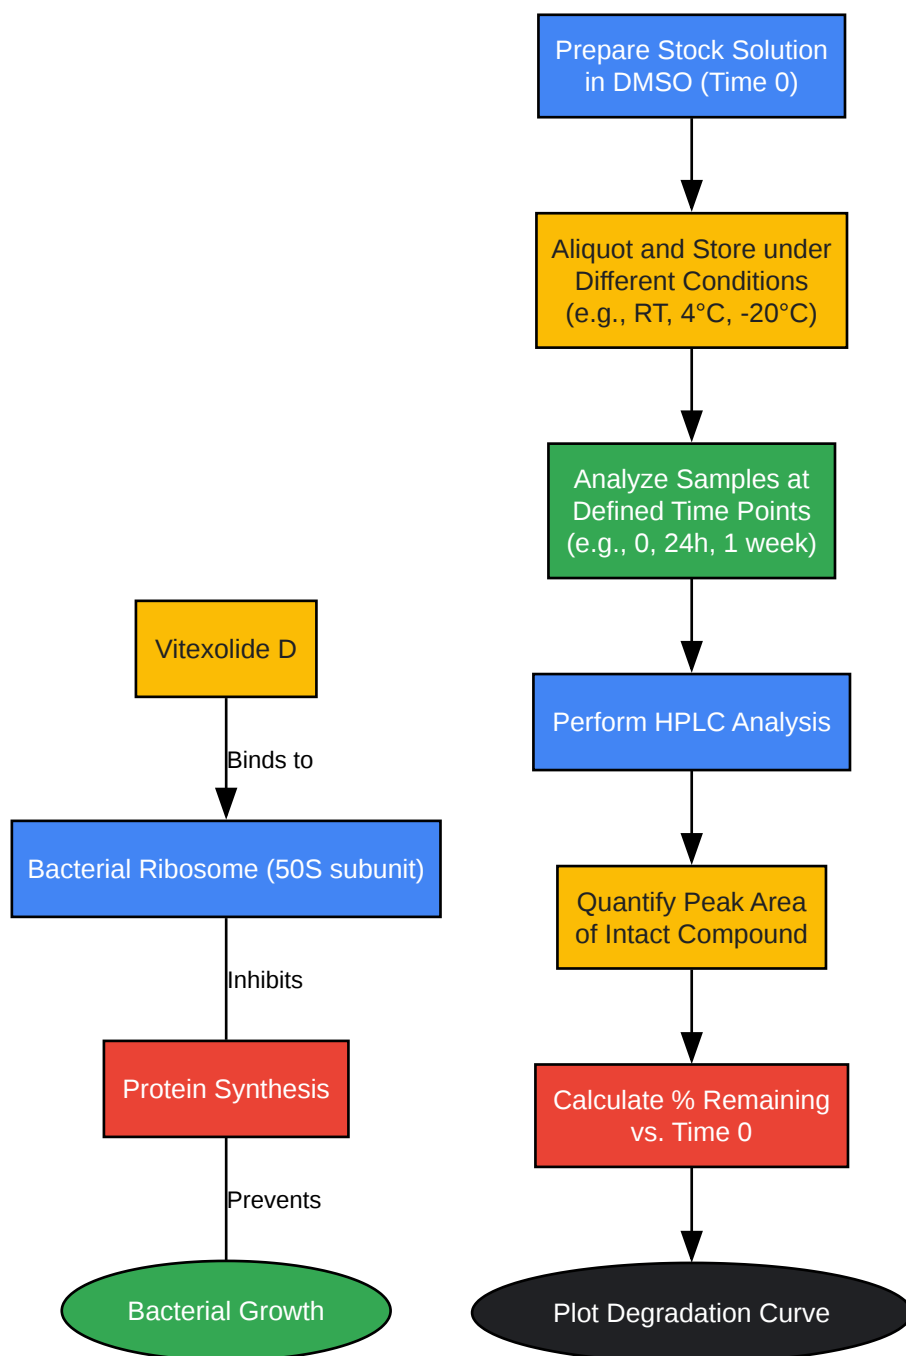 Prepare Stock Solution
in DMSO (Time 0)
Aliquot and Store under
Different Conditions
(e.g., RT, 4°C, -20°C)
Analyze Samples at
Defined Time Points
(e.g., 0, 24h, 1 week)
Perform HPLC Analysis
Quantify Peak Area
of Intact Compound
Calculate % Remaining
vs. Time 0
Plot Degradation Curve
Vitexolide D
Binds to
Bacterial Ribosome (50S subunit)
Inhibits
Protein Synthesis
Prevents
Bacterial Growth